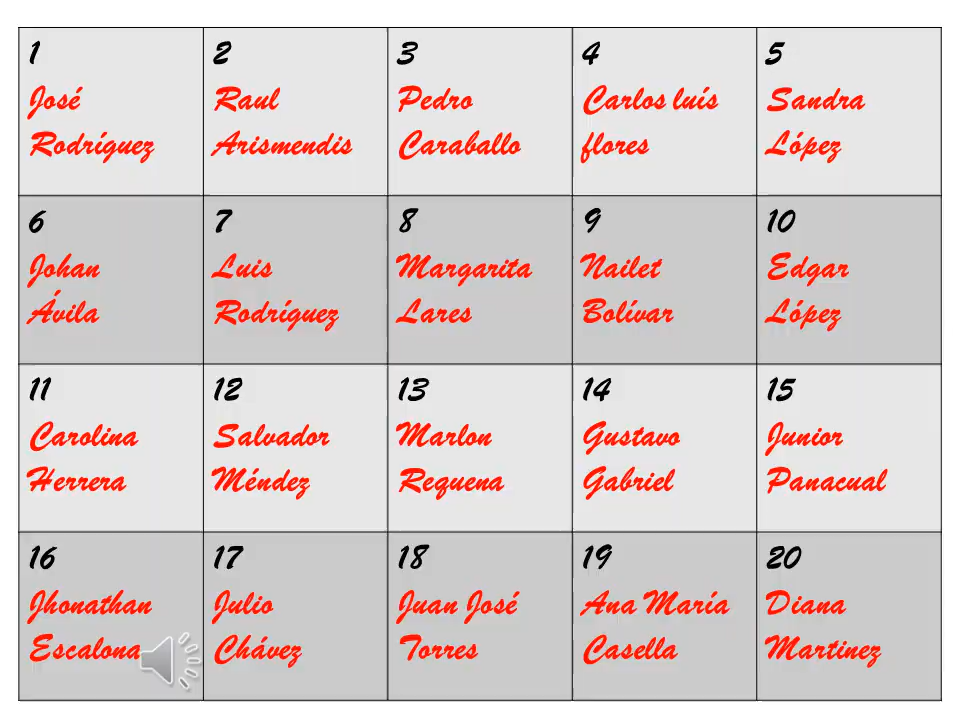 1
José
Rodríguez
2
Raul
Arismendis
3
Pedro
Caraballo
4
Carlos luís
flores
5
Sandra
López
6
Johan
Ávila
7
Luis
Rodríguez
8
Margarita
Lares
9
Nailet
Bolívar
10
Edgar
López
11
Carolina
Herrera
12
Salvador
Méndez
13
Marlon
Requena
14
Gustavo
Gabriel
15
Junior
Panacual
16
Jhonathan
Escalona
17
Julio
Chávez
18
Juan José
Torres
19
Ana María
Casella
20
Diana
Martinez